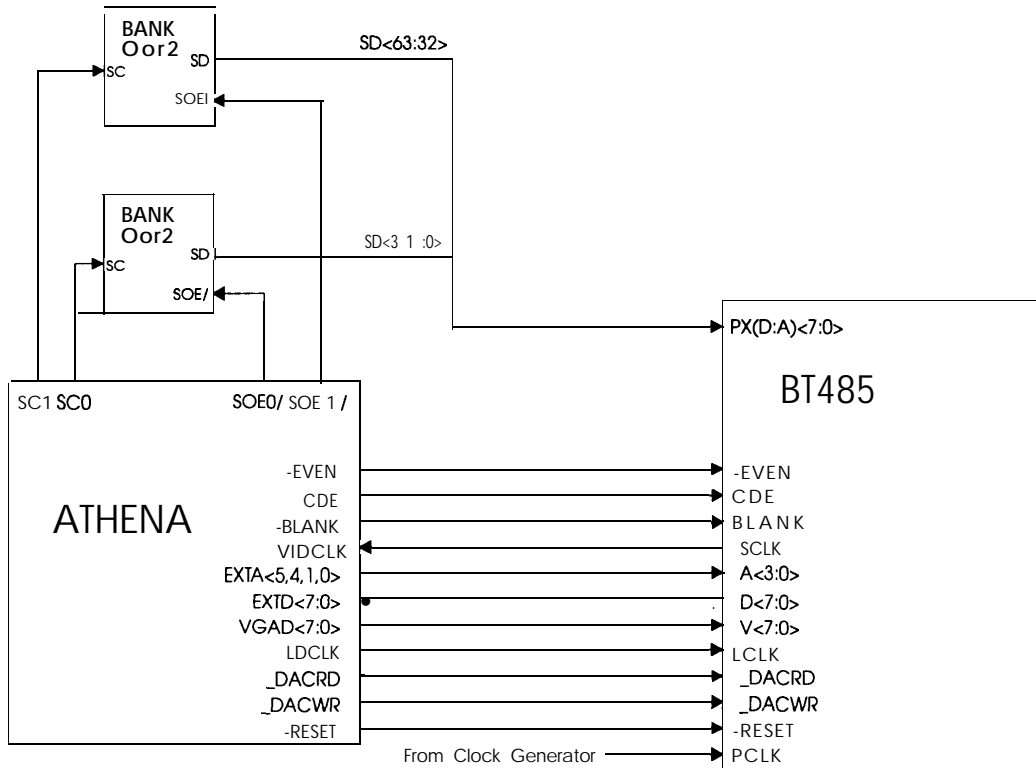 BANK
Oor2
SD
SC
SOEI
SD<63:32>
BANK
Oor2
SD
SC
SOE/
SD<3 1 :0>
SC1 SC0
SOE0/ SOE 1 /
PX(D:A)<7:0>
BT485
ATHENA
-EVEN
-EVEN
CDE
CDE
-BLANK
BLANK
VIDCLK
SCLK
EXTA<5,4,1,0>
A<3:0>
EXTD<7:0>
D<7:0>
VGAD<7:0>
V<7:0>
LDCLK
LCLK
_DACRD
_DACRD
_DACWR
_DACWR
-RESET
-RESET
From Clock Generator
PCLK